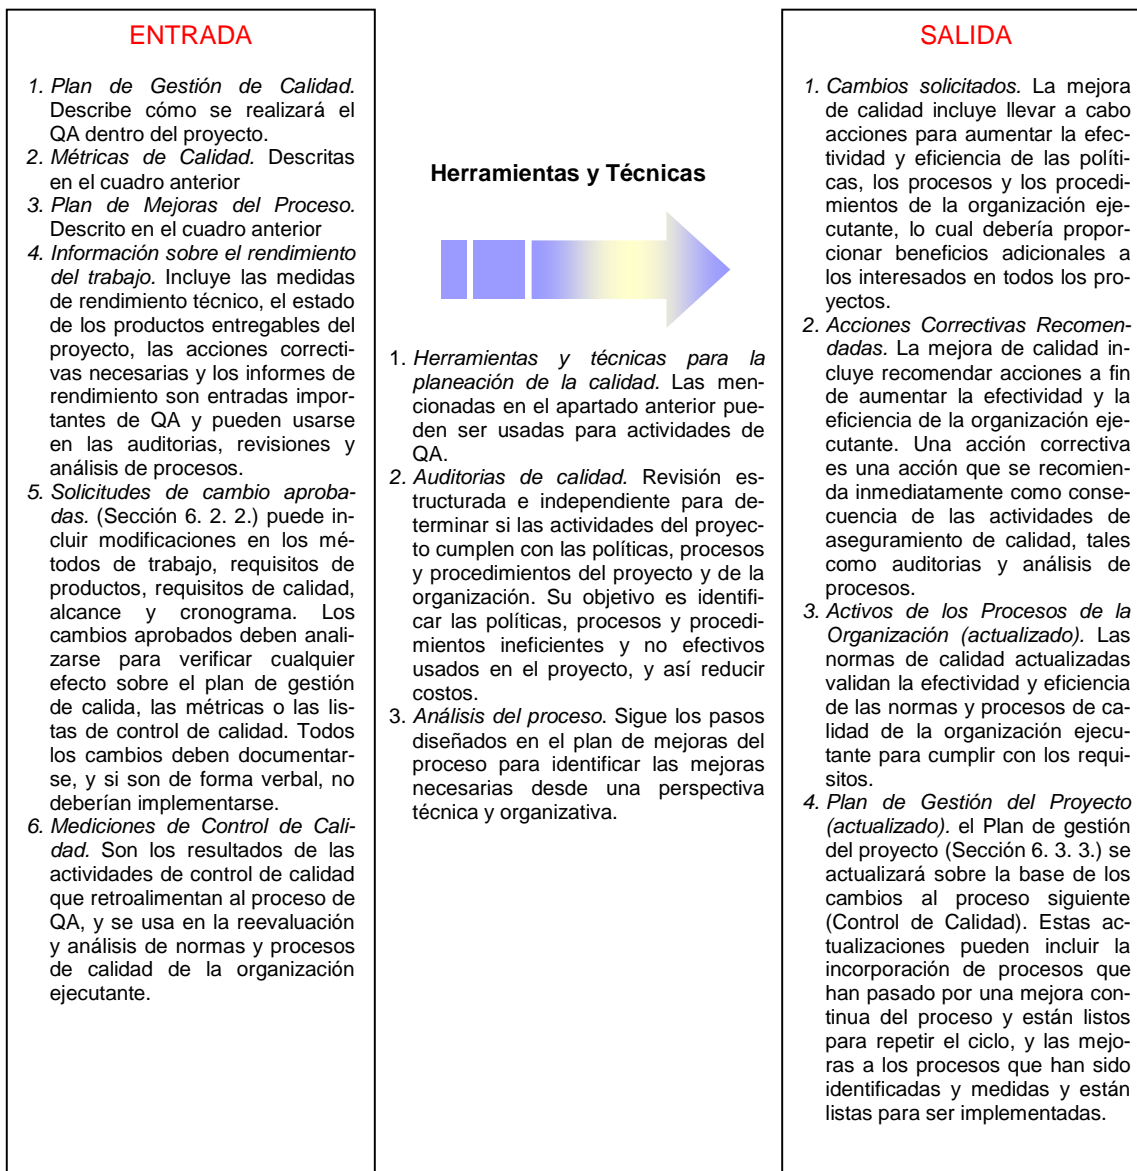 ENTRADA
1. Plan de Gestión de Calidad.
Describe cómo se realizará el
QA dentro del proyecto.
2. Métricas de Calidad. Descritas
en el cuadro anterior
3. Plan de Mejoras del Proceso.
Descrito en el cuadro anterior
4. Información sobre el rendimiento
del trabajo. Incluye las medidas
de rendimiento técnico, el estado
de los productos entregables del
proyecto, las acciones correcti-
vas necesarias y los informes de
rendimiento son entradas impor-
tantes de QA y pueden usarse
en las auditorias, revisiones y
análisis de procesos.
5. Solicitudes de cambio aproba-
das. (Sección 6. 2. 2.) puede in-
cluir modificaciones en los mé-
todos de trabajo, requisitos de
productos, requisitos de calidad,
alcance y cronograma. Los
cambios aprobados deben anali-
zarse para verificar cualquier
efecto sobre el plan de gestión
de calida, las métricas o las lis-
tas de control de calidad. Todos
los cambios deben documentar-
se, y si son de forma verbal, no
deberían implementarse.
6. Mediciones de Control de Cali-
dad. Son los resultados de las
actividades de control de calidad
que retroalimentan al proceso de
QA, y se usa en la reevaluación
y análisis de normas y procesos
de calidad de la organización
ejecutante.
Herramientas y Técnicas
1. Herramientas y técnicas para la
planeación de la calidad. Las men-
cionadas en el apartado anterior pue-
den ser usadas para actividades de
QA.
2. Auditorias de calidad. Revisión es-
tructurada e independiente para de-
terminar si las actividades del proyec-
to cumplen con las políticas, procesos
y procedimientos del proyecto y de la
organización. Su objetivo es identifi-
car las políticas, procesos y procedi-
mientos ineficientes y no efectivos
usados en el proyecto, y así reducir
costos.
3. Análisis del proceso. Sigue los pasos
diseñados en el plan de mejoras del
proceso para identificar las mejoras
necesarias desde una perspectiva
técnica y organizativa.
SALIDA
1. Cambios solicitados. La mejora
de calidad incluye llevar a cabo
acciones para aumentar la efec-
tividad y eficiencia de las políti-
cas, los procesos y los procedi-
mientos de la organización eje-
cutante, lo cual debería propor-
cionar beneficios adicionales a
los interesados en todos los pro-
yectos.
2. Acciones Correctivas Recomen-
dadas. La mejora de calidad in-
cluye recomendar acciones a fin
de aumentar la efectividad y la
eficiencia de la organización eje-
cutante. Una acción correctiva
es una acción que se recomien-
da inmediatamente como conse-
cuencia de las actividades de
aseguramiento de calidad, tales
como auditorias y análisis de
procesos.
3. Activos de los Procesos de la
Organización (actualizado). Las
normas de calidad actualizadas
validan la efectividad y eficiencia
de las normas y procesos de ca-
lidad de la organización ejecu-
tante para cumplir con los requi-
sitos.
4. Plan de Gestión del Proyecto
(actualizado). el Plan de gestión
del proyecto (Sección 6. 3. 3.) se
actualizará sobre la base de los
cambios al proceso siguiente
(Control de Calidad). Estas ac-
tualizaciones pueden incluir la
incorporación de procesos que
han pasado por una mejora con-
tinua del proceso y están listos
para repetir el ciclo, y las mejo-
ras a los procesos que han sido
identificadas y medidas y están
listas para ser implementadas.